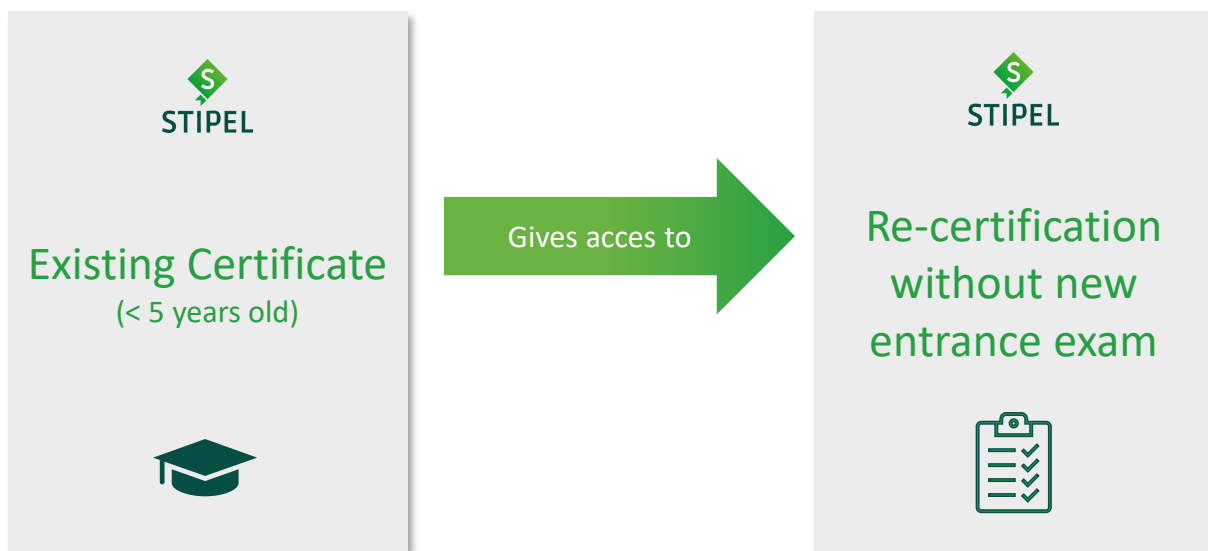 S
STIPEL
Existing Certificate
(< 5 years old)
Gives acces to
S
STIPEL
Re-certification
without new
entrance exam